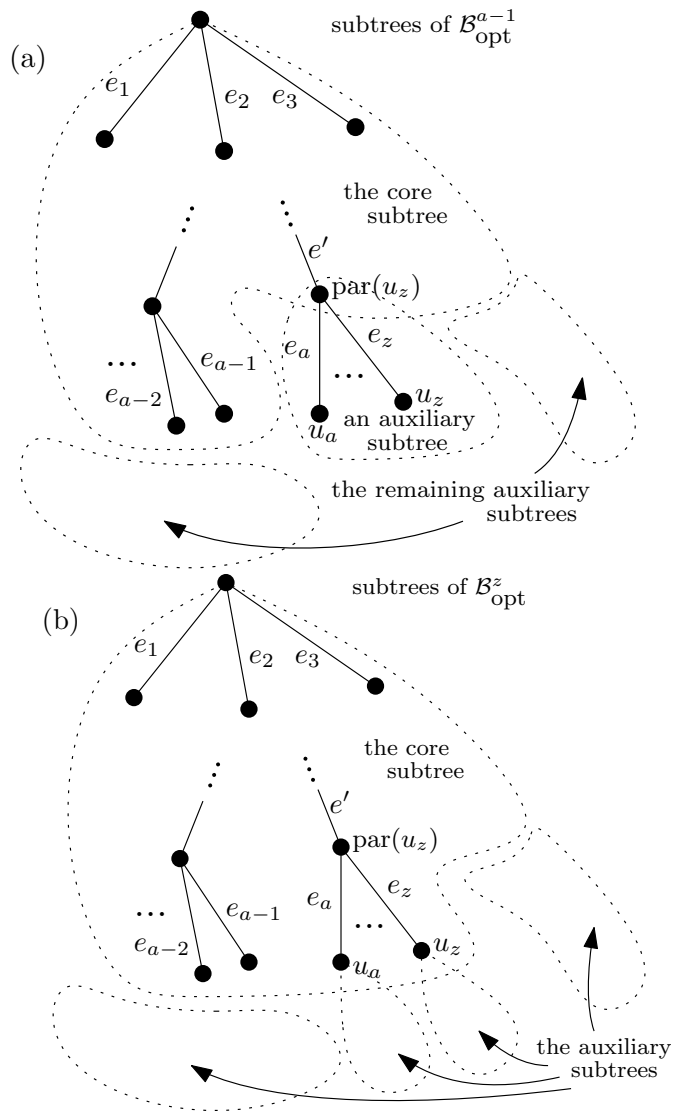 subtrees of B_opt^{a−1}
(a)
e_1
e_2
e_3
the core
subtree
e'
par(u_z)
e_a
e_z
e_{a−1}
e_{a−2}
u_z
u_a
an auxiliary
subtree
the remaining auxiliary
subtrees
subtrees of B_opt^z
(b)
e_1
e_2
e_3
the core
subtree
e'
par(u_z)
e_a
e_z
e_{a−1}
e_{a−2}
u_z
u_a
the auxiliary
subtrees